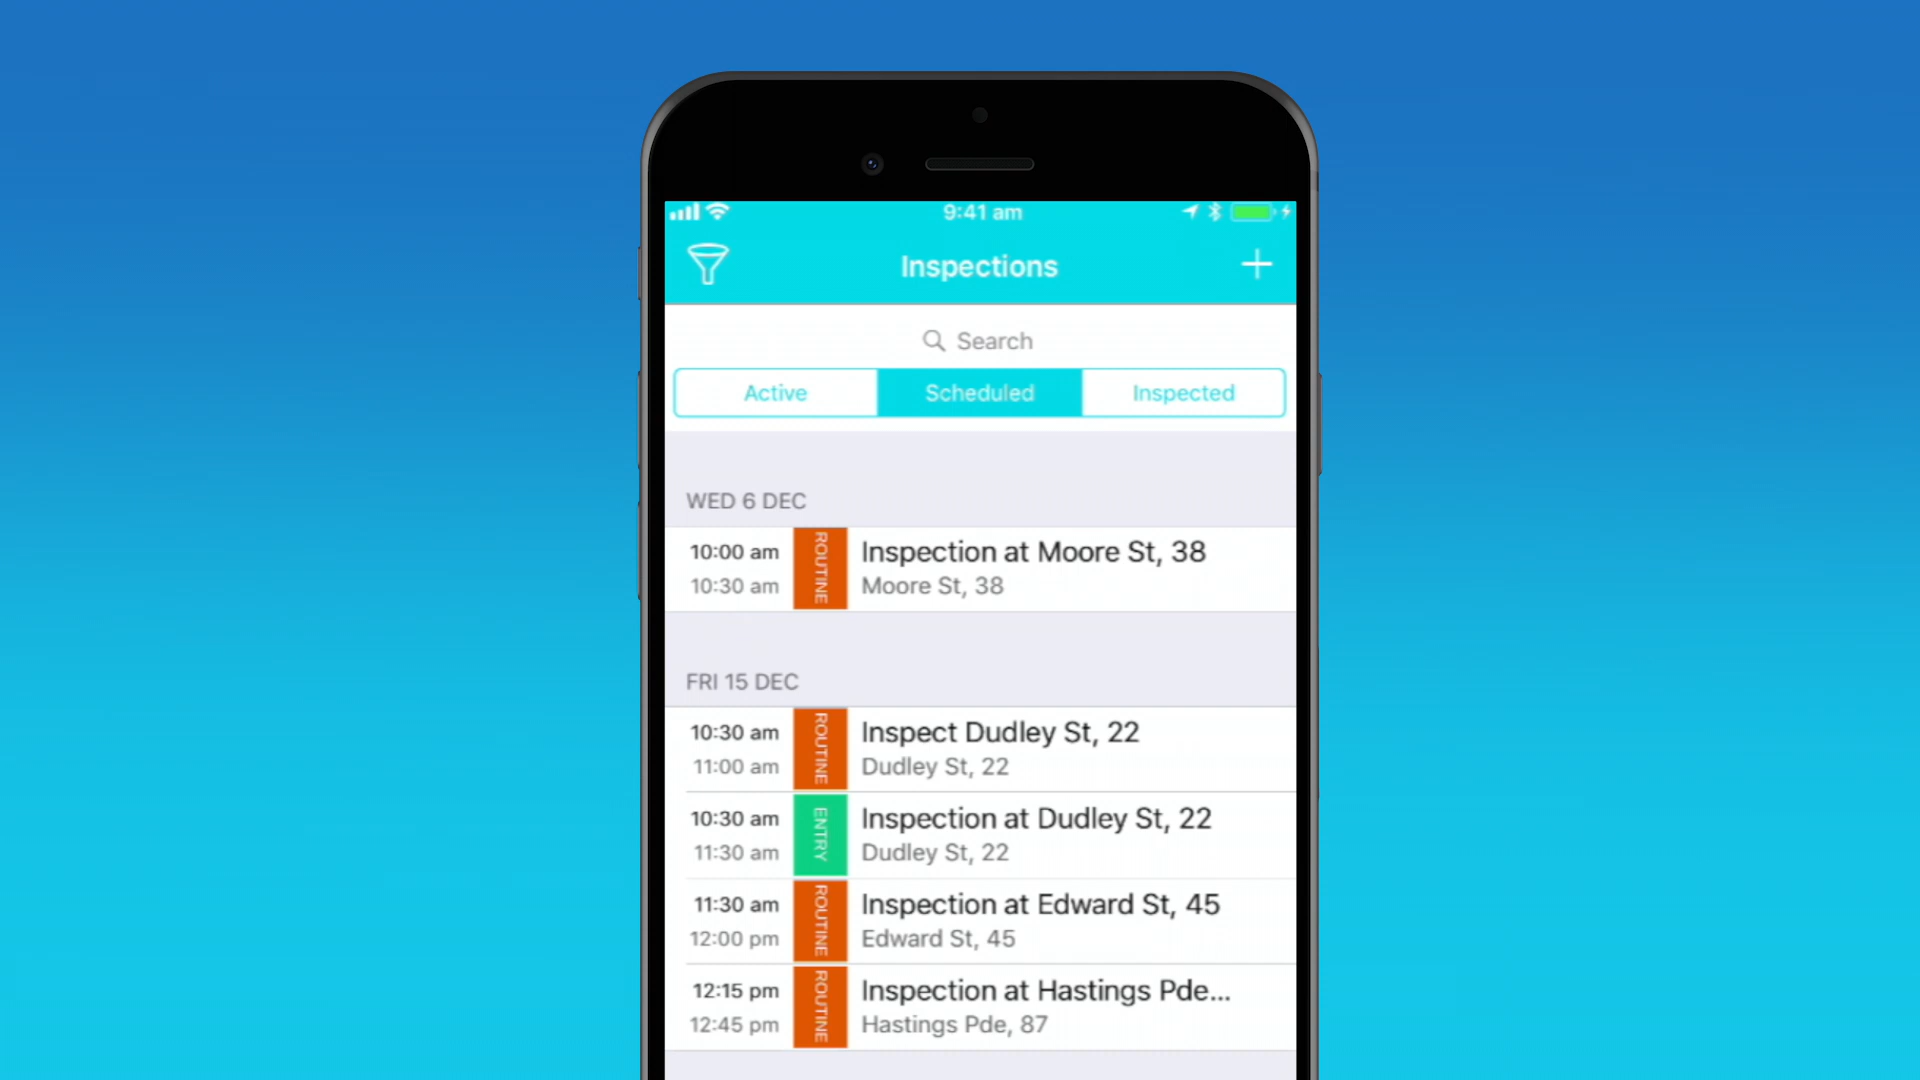 9:41 am
Inspections
Search
Active Scheduled Inspected
WED 6 DEC
10:00 am ROUTINE Inspection at Moore St, 38
10:30 am Moore St, 38
FRI 15 DEC
10:30 am ROUTINE Inspect Dudley St, 22
11:00 am Dudley St, 22
10:30 am ENTRY Inspection at Dudley St, 22
11:30 am Dudley St, 22
11:30 am ROUTINE Inspection at Edward St, 45
12:00 pm Edward St, 45
12:15 pm ROUTINE Inspection at Hastings Pde...
12:45 pm Hastings Pde, 87